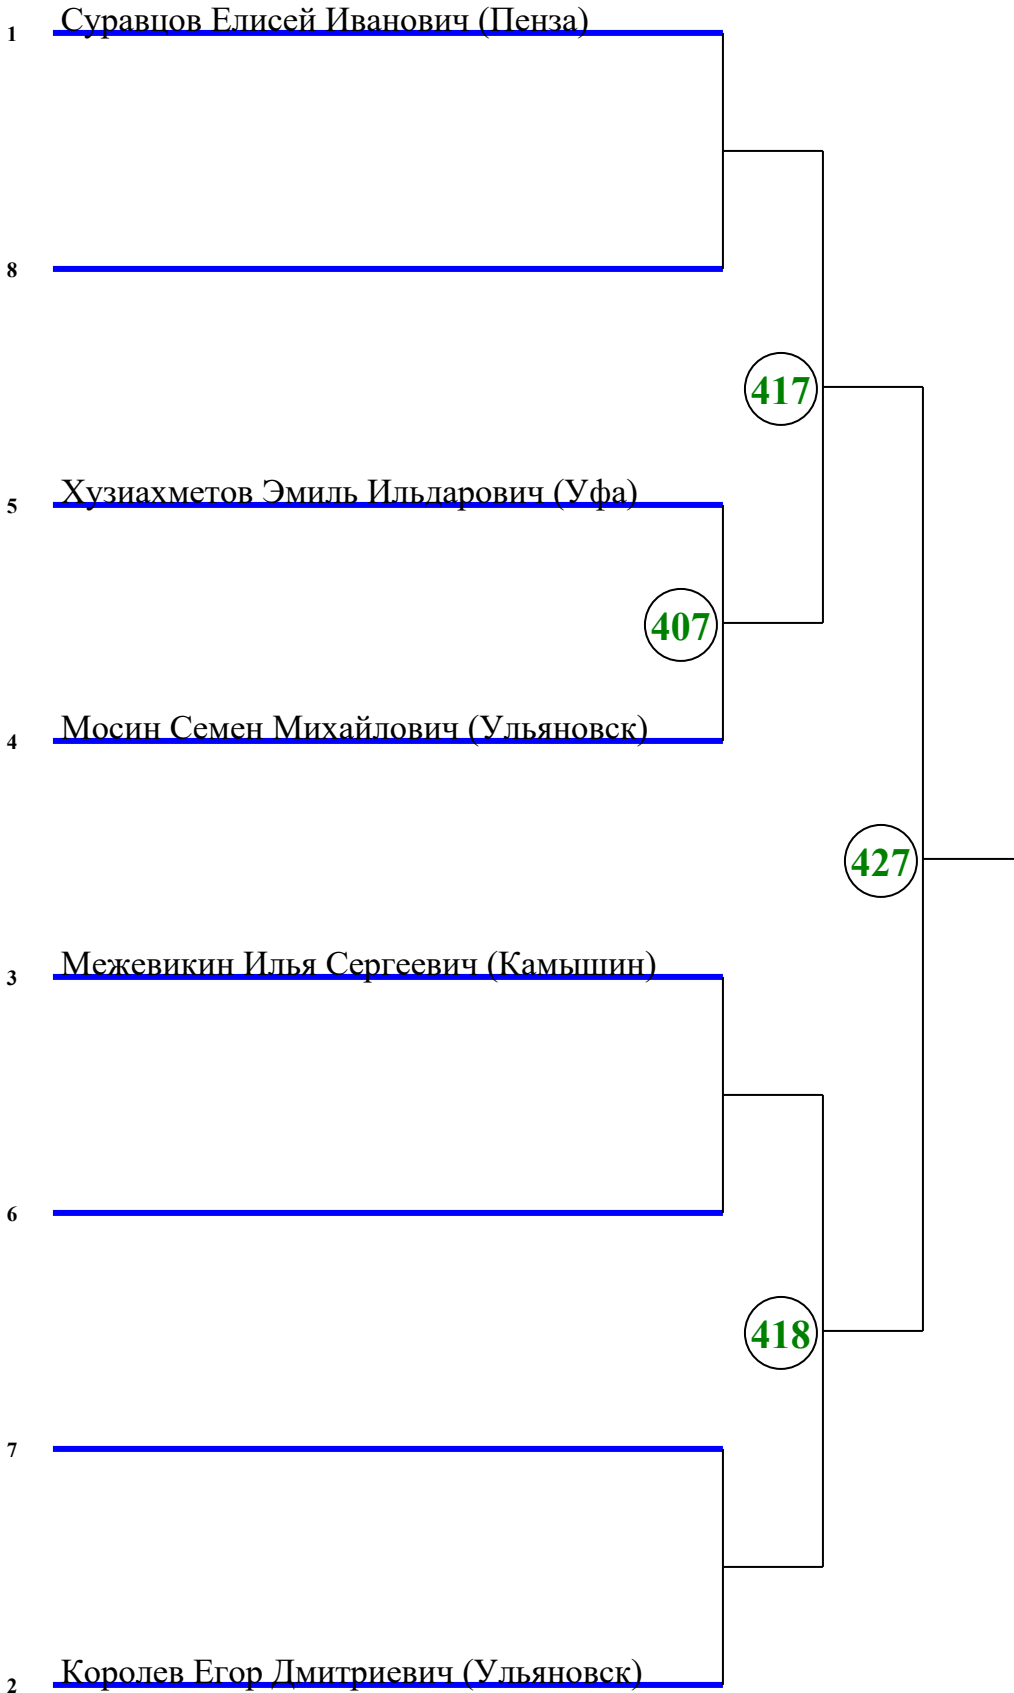 1 Суравцов Елисей Иванович (Пенза)
8
417
5 Хузиахметов Эмиль Ильдарович (Уфа)
407
4 Мосин Семен Михайлович (Ульяновск)
427
3 Межевикин Илья Сергеевич (Камышин)
6
418
7
2 Королев Егор Дмитриевич (Ульяновск)